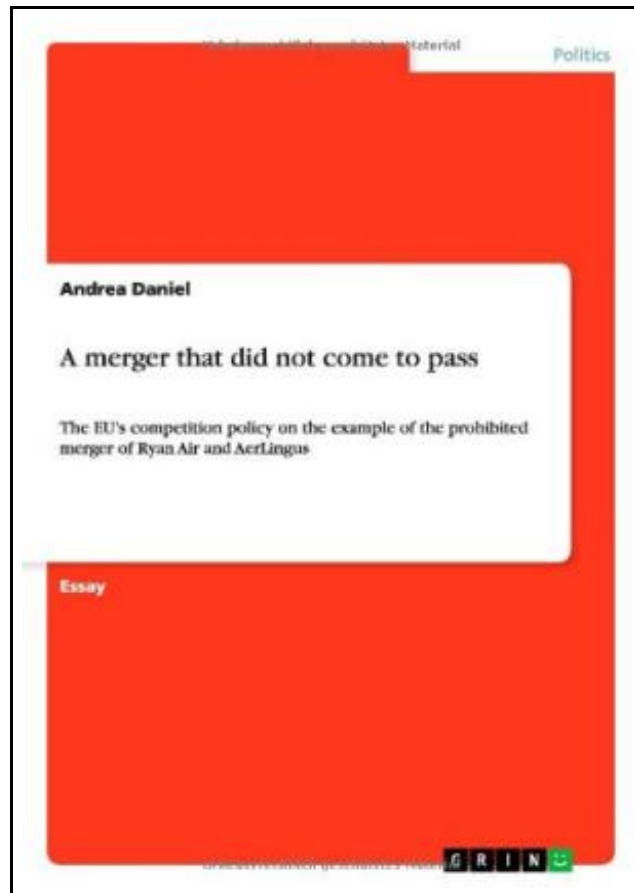 Material
Politics
Andrea Daniel
A merger that did not come to pass
The EU's competition policy on the example of the prohibited
merger of Ryan Air and AerLingus
Essay
G R I N